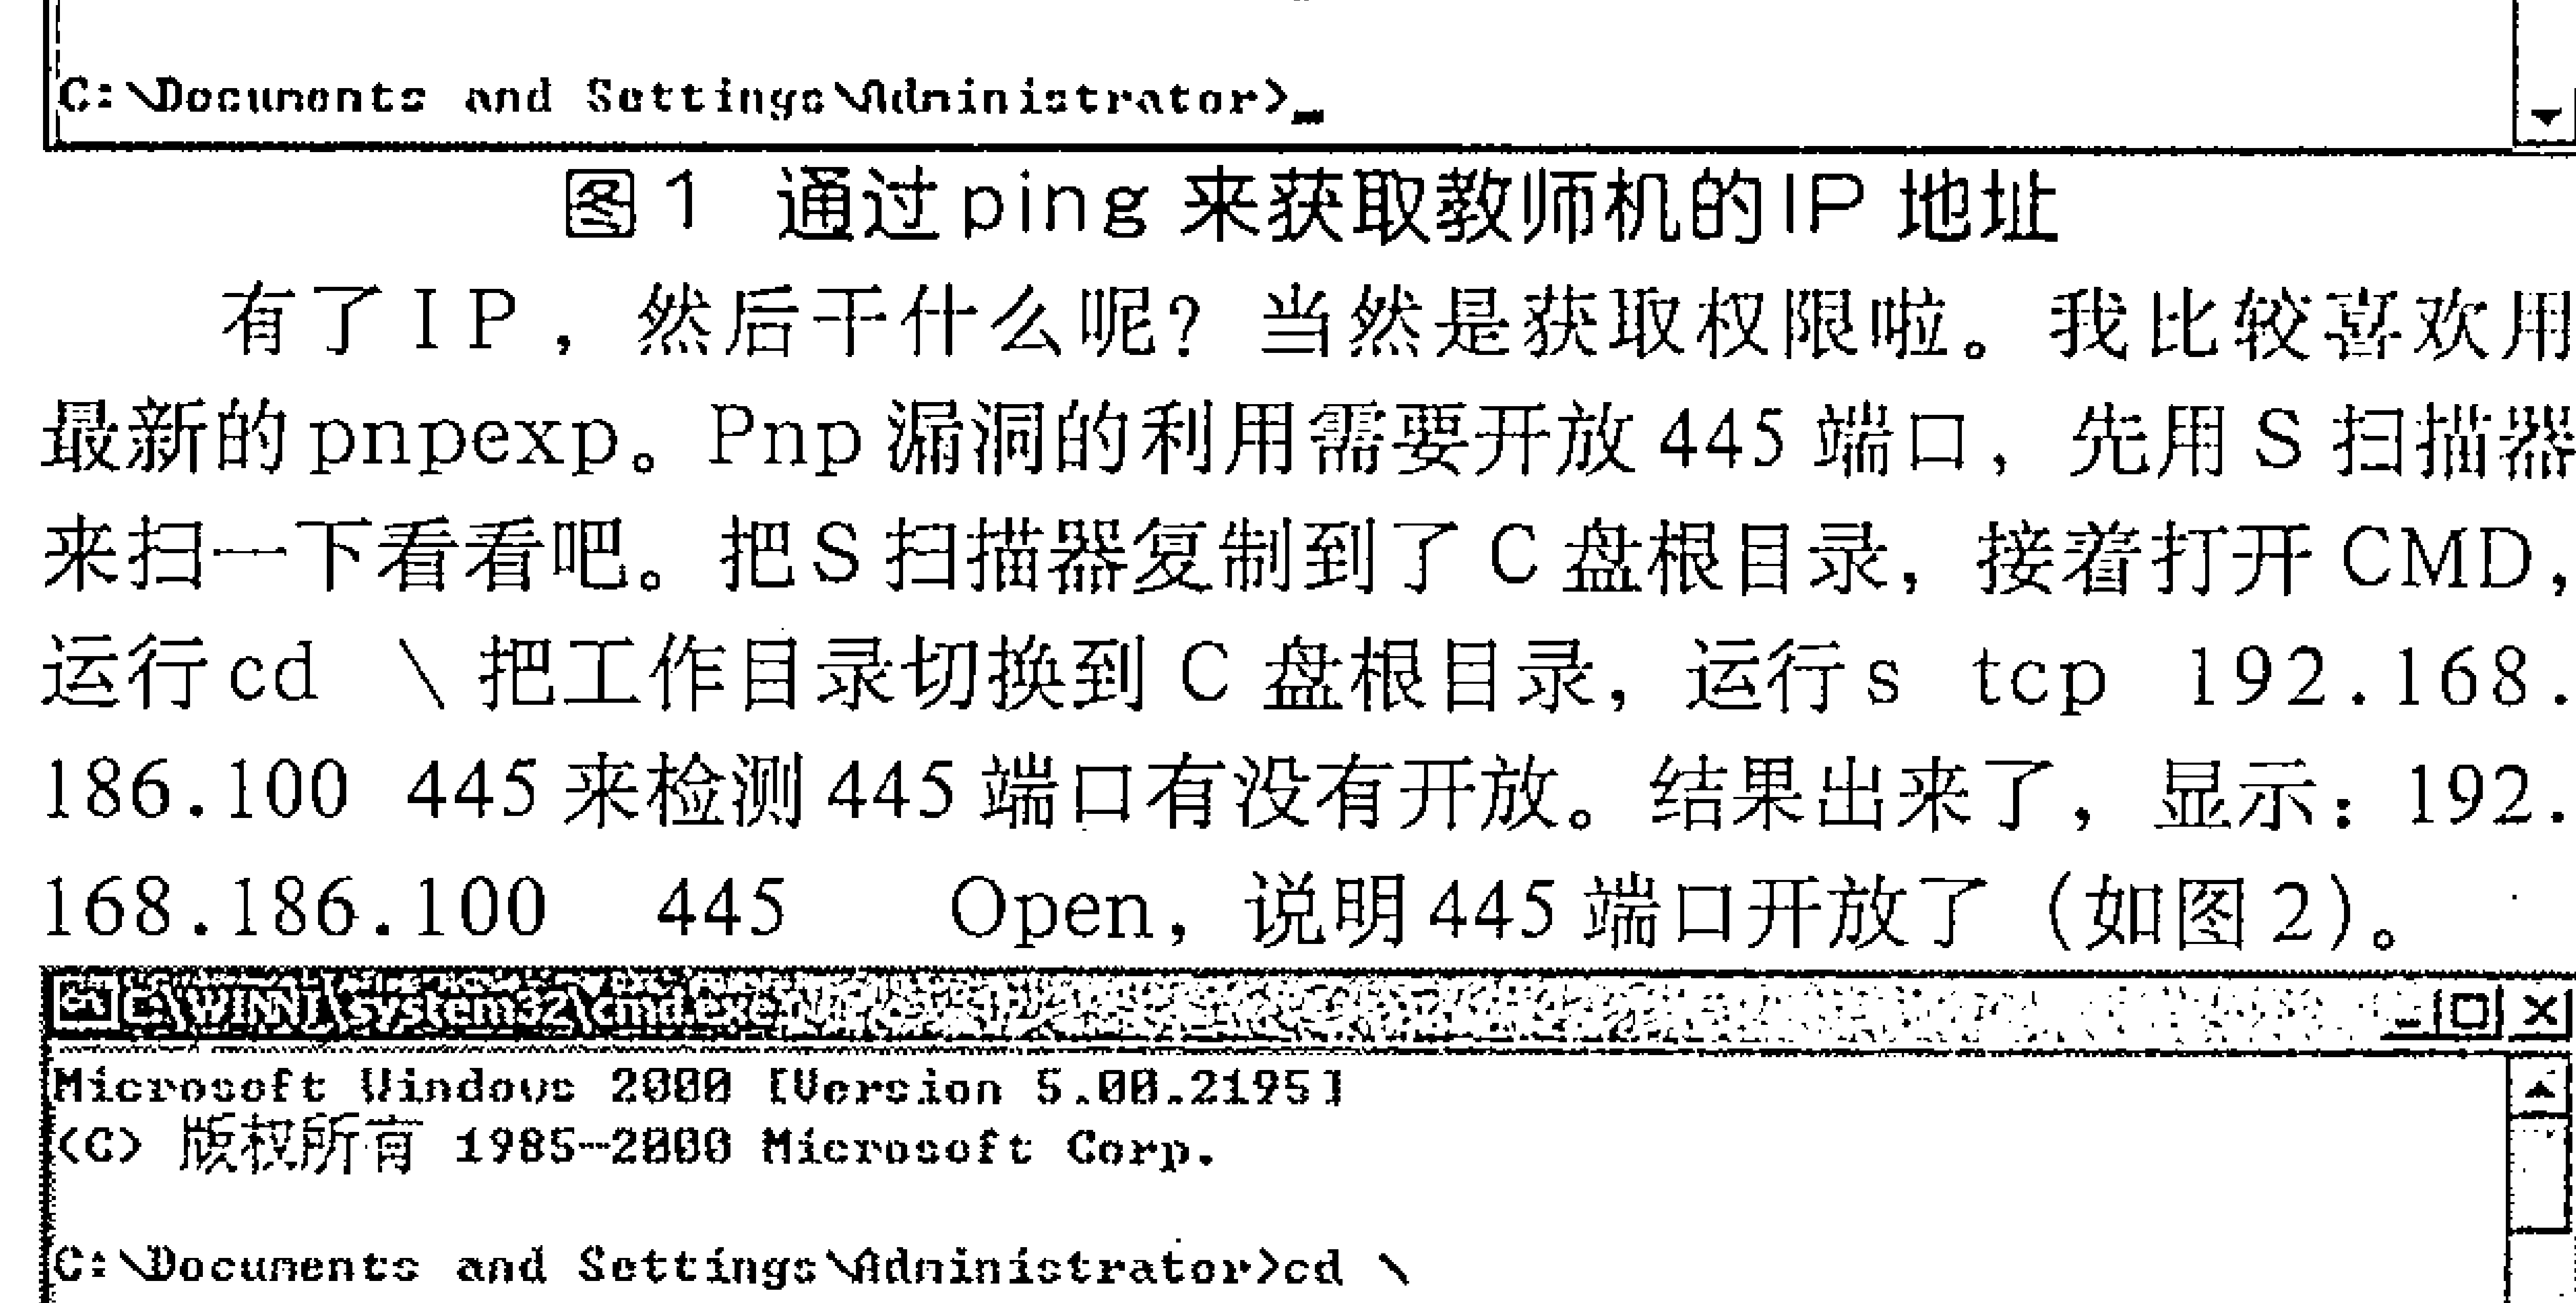 C:\Documents and Settings\Administrator>_
图1 通过ping 来获取教师机的IP 地址
有了IP，然后干什么呢？当然是获取权限啦。我比较喜欢用
最新的pnpexp。Pnp漏洞的利用需要开放445端口，先用S扫描器
来扫一下看看吧。把S扫描器复制到了C盘根目录，接着打开CMD，
运行cd \把工作目录切换到C盘根目录，运行s tcp 192.168.
186.100 445来检测445端口有没有开放。结果出来了，显示：192.
168.186.100 445 Open，说明445端口开放了（如图2）。
C:\WINNT\system32\cmd.exe
Microsoft Windows 2000 [Version 5.00.2195]
(C) 版权所有 1985-2000 Microsoft Corp.
C:\Documents and Settings\Administrator>cd \